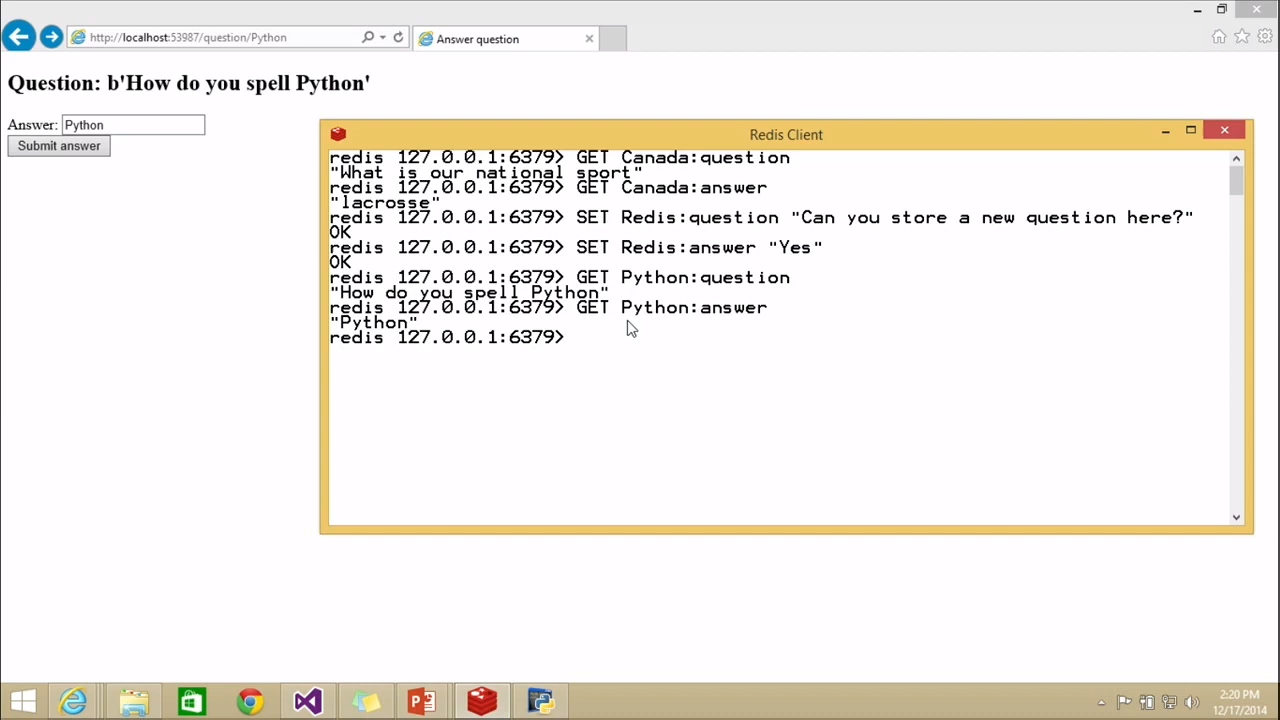 http://localhost:53987/question/Python
Answer question
Question: b'How do you spell Python'
Answer: Python
Submit answer
Redis Client
redis 127.0.0.1:6379> GET Canada:question
"What is our national sport"
redis 127.0.0.1:6379> GET Canada:answer
"lacrosse"
redis 127.0.0.1:6379> SET Redis:question "Can you store a new question here?"
OK
redis 127.0.0.1:6379> SET Redis:answer "Yes"
OK
redis 127.0.0.1:6379> GET Python:question
"How do you spell Python"
redis 127.0.0.1:6379> GET Python:answer
"Python"
redis 127.0.0.1:6379>
2:20 PM
12/17/2014